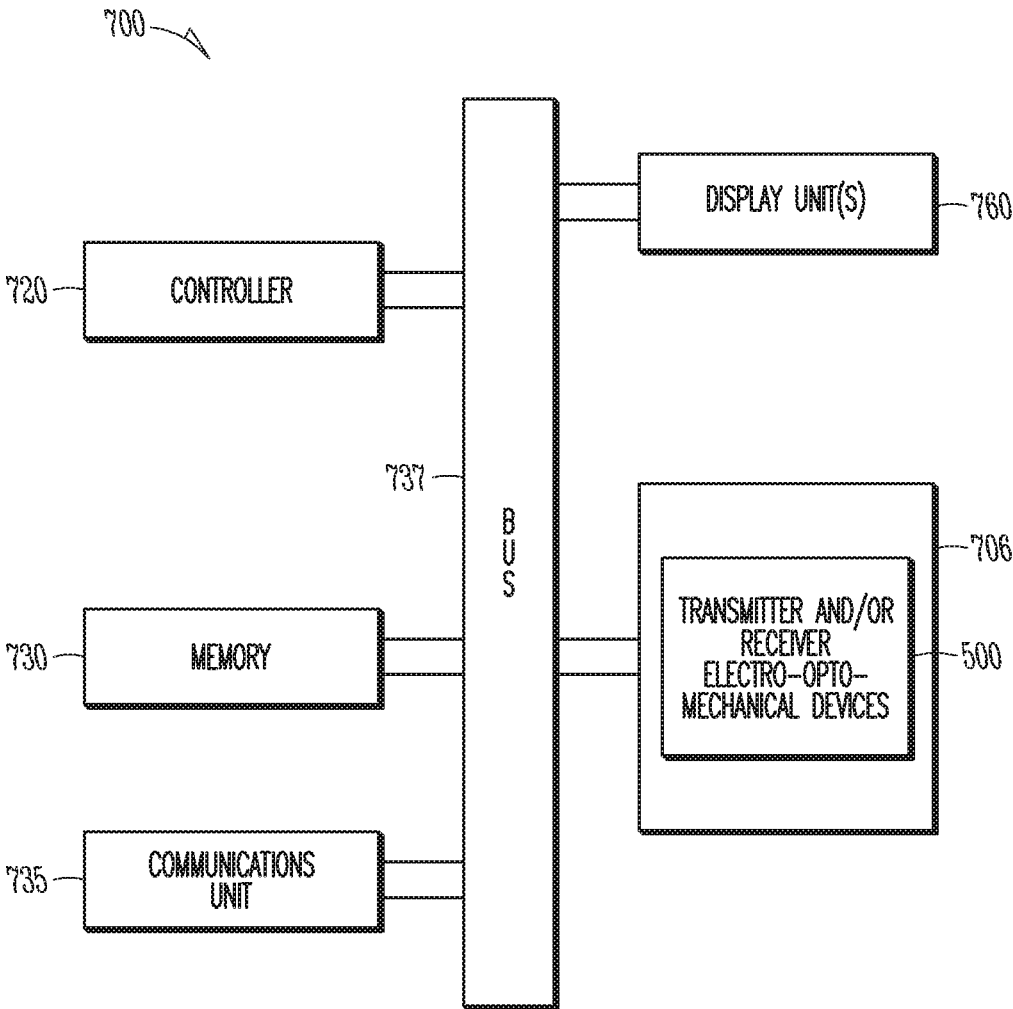 700
DISPLAY UNIT(S)
760
720
CONTROLLER
737
B
U
S
706
TRANSMITTER AND/OR
RECEIVER
ELECTRO-OPTO-
MECHANICAL DEVICES
500
730
MEMORY
735
COMMUNICATIONS
UNIT